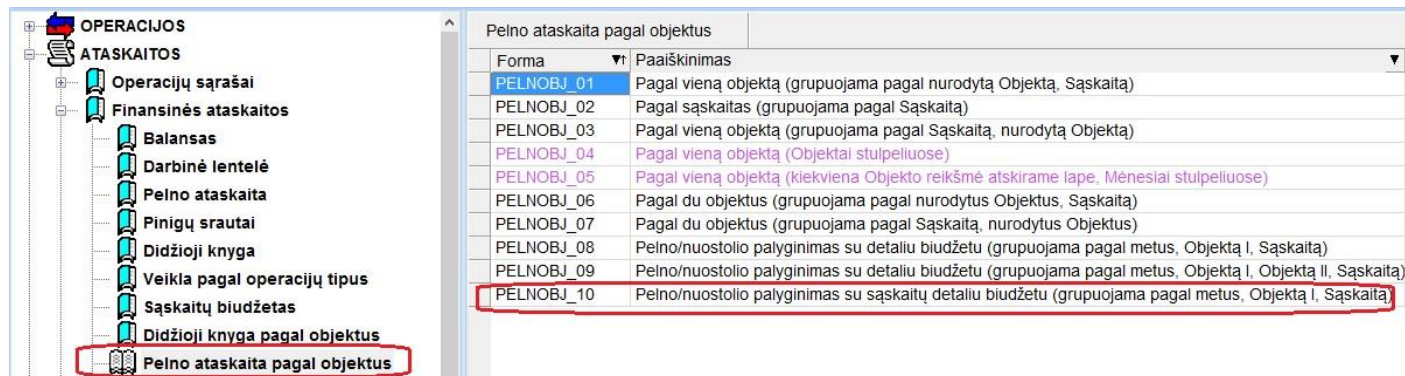 OPERACIJOS
ATASKAITOS
Operacijų sąrašai
Finansinės ataskaitos
Balansas
Darbinė lentelė
Pelno ataskaita
Pinigų srautai
Didžioji knyga
Veikla pagal operacijų tipus
Sąskaitų biudžetas
Didžioji knyga pagal objektus
Pelno ataskaita pagal objektus
Pelno ataskaita pagal objektus
Forma Paaiškinimas
PELNOBJ_01 Pagal vieną objektą (grupuojama pagal nurodytą Objektą, Sąskaitą)
PELNOBJ_02 Pagal sąskaitas (grupuojama pagal Sąskaitą)
PELNOBJ_03 Pagal vieną objektą (grupuojama pagal Sąskaitą, nurodytą Objektą)
PELNOBJ_04 Pagal vieną objektą (Objektai stulpeliuose)
PELNOBJ_05 Pagal vieną objektą (kiekviena Objekto reikšmė atskirame lape, Mėnesiai stulpeliuose)
PELNOBJ_06 Pagal du objektus (grupuojama pagal nurodytus Objektus, Sąskaitą)
PELNOBJ_07 Pagal du objektus (grupuojama pagal Sąskaitą, nurodytus Objektus)
PELNOBJ_08 Pelno/nuostolio palyginimas su detaliu biudžetu (grupuojama pagal metus, Objektą I, Sąskaitą)
PELNOBJ_09 Pelno/nuostolio palyginimas su detaliu biudžetu (grupuojama pagal metus, Objektą I, Objektą II, Sąskaitą)
PELNOBJ_10 Pelno/nuostolio palyginimas su sąskaitų detaliu biudžetu (grupuojama pagal metus, Objektą I, Sąskaitą)